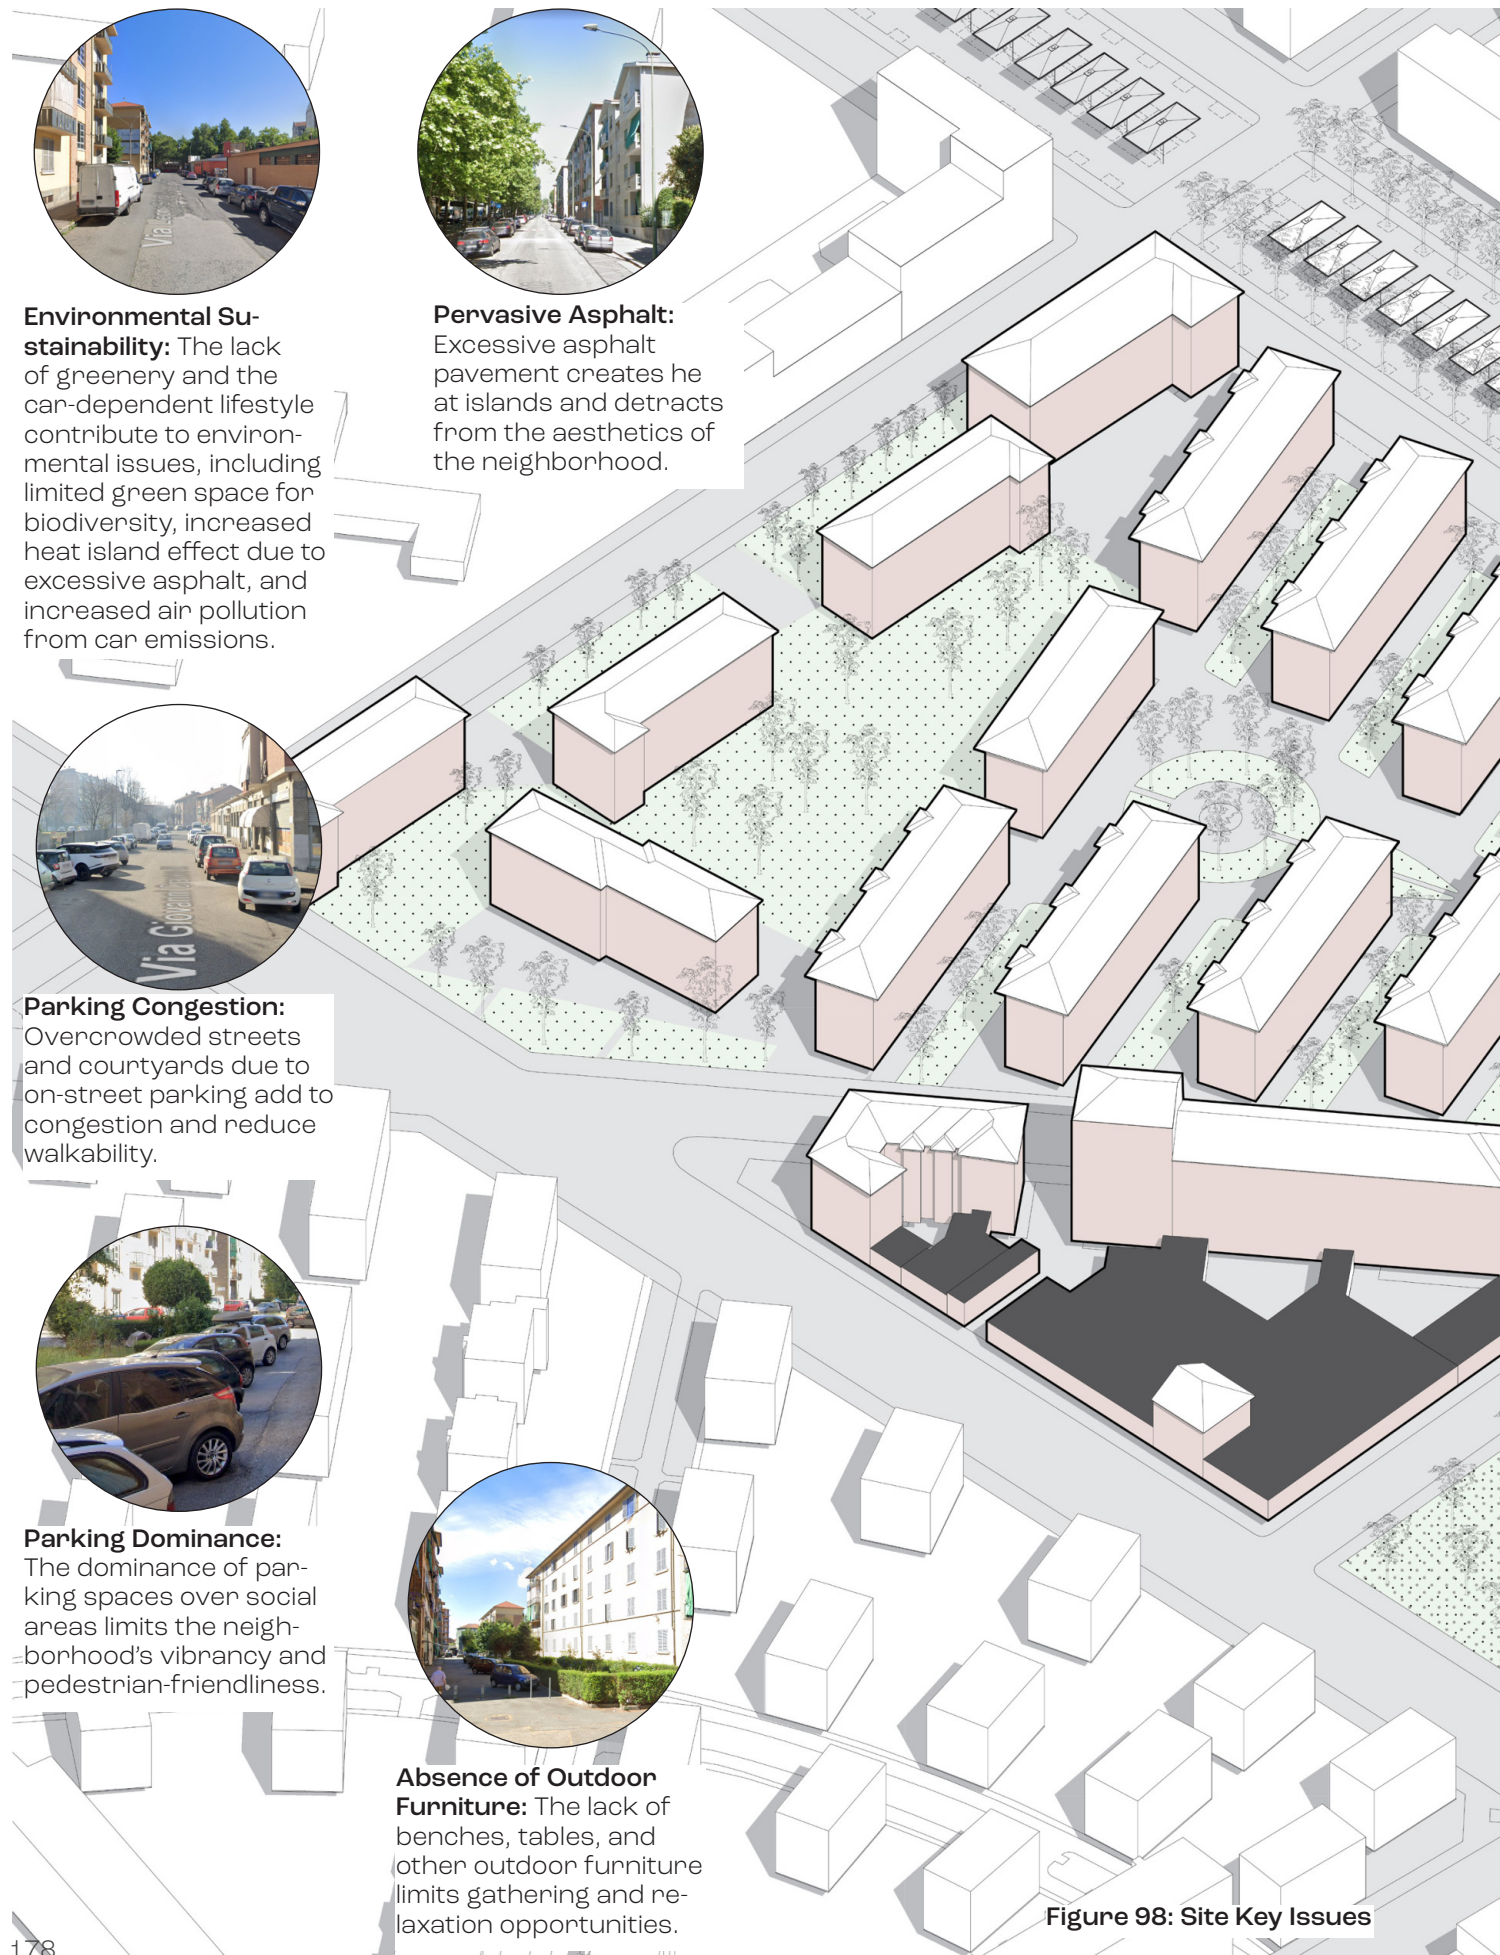 Via
Environmental Su-
stainability: The lack
of greenery and the
car-dependent lifestyle
contribute to environ-
mental issues, including
limited green space for
biodiversity, increased
heat island effect due to
excessive asphalt, and
increased air pollution
from car emissions.
Pervasive Asphalt:
Excessive asphalt
pavement creates he
at islands and detracts
from the aesthetics of
the neighborhood.
Via
Parking Congestion:
Overcrowded streets
and courtyards due to
on-street parking add to
congestion and reduce
walkability.
Parking Dominance:
The dominance of par-
king spaces over social
areas limits the neigh-
borhood's vibrancy and
pedestrian-friendliness.
Absence of Outdoor
Furniture: The lack of
benches, tables, and
other outdoor furniture
limits gathering and re-
laxation opportunities.
Figure 98: Site Key Issues
178